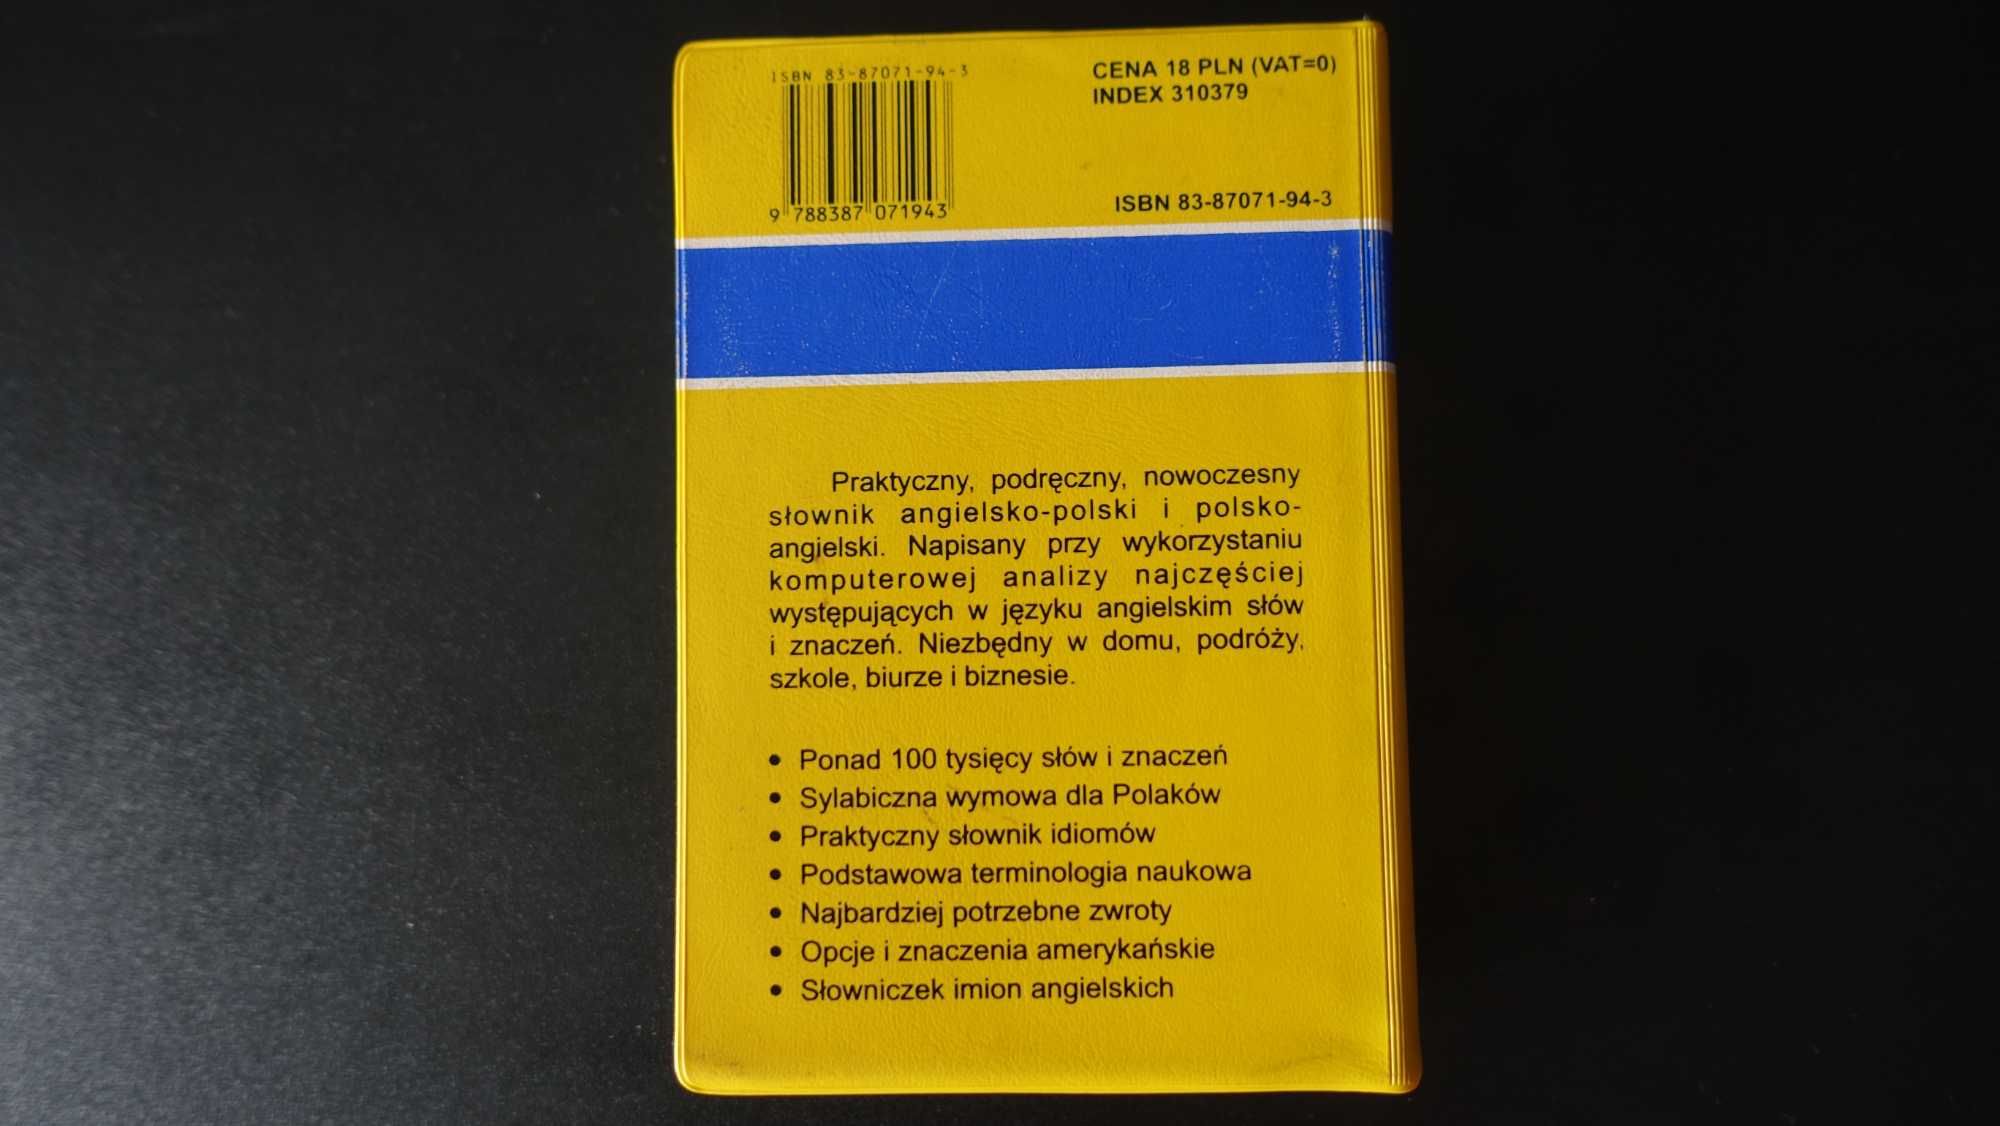 ISBN 83-87071-94-3
9 788387 071943
CENA 18 PLN (VAT=0)
INDEX 310379
ISBN 83-87071-94-3
Praktyczny, podręczny, nowoczesny
słownik angielsko-polski i polsko-
angielski. Napisany przy wykorzystaniu
komputerowej analizy najczęściej
występujących w języku angielskim słów
i znaczeń. Niezbędny w domu, podróży,
szkole, biurze i biznesie.
• Ponad 100 tysięcy słów i znaczeń
• Sylabiczna wymowa dla Polaków
• Praktyczny słownik idiomów
• Podstawowa terminologia naukowa
• Najbardziej potrzebne zwroty
• Opcje i znaczenia amerykańskie
• Słowniczek imion angielskich